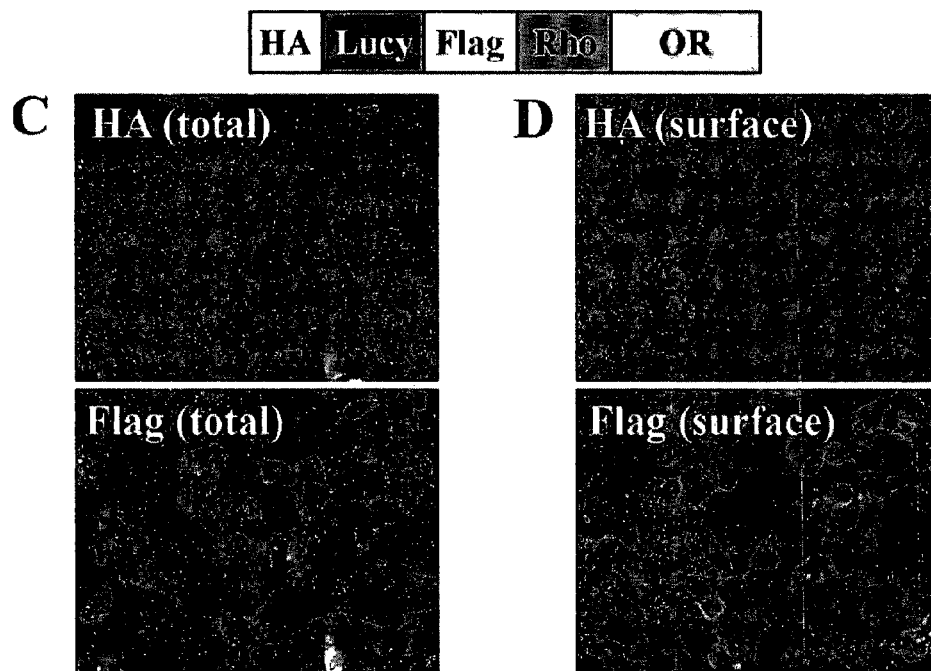 HA Lucy Flag Rho OR
C HA (total) D HA (surface)
Flag (total) Flag (surface)